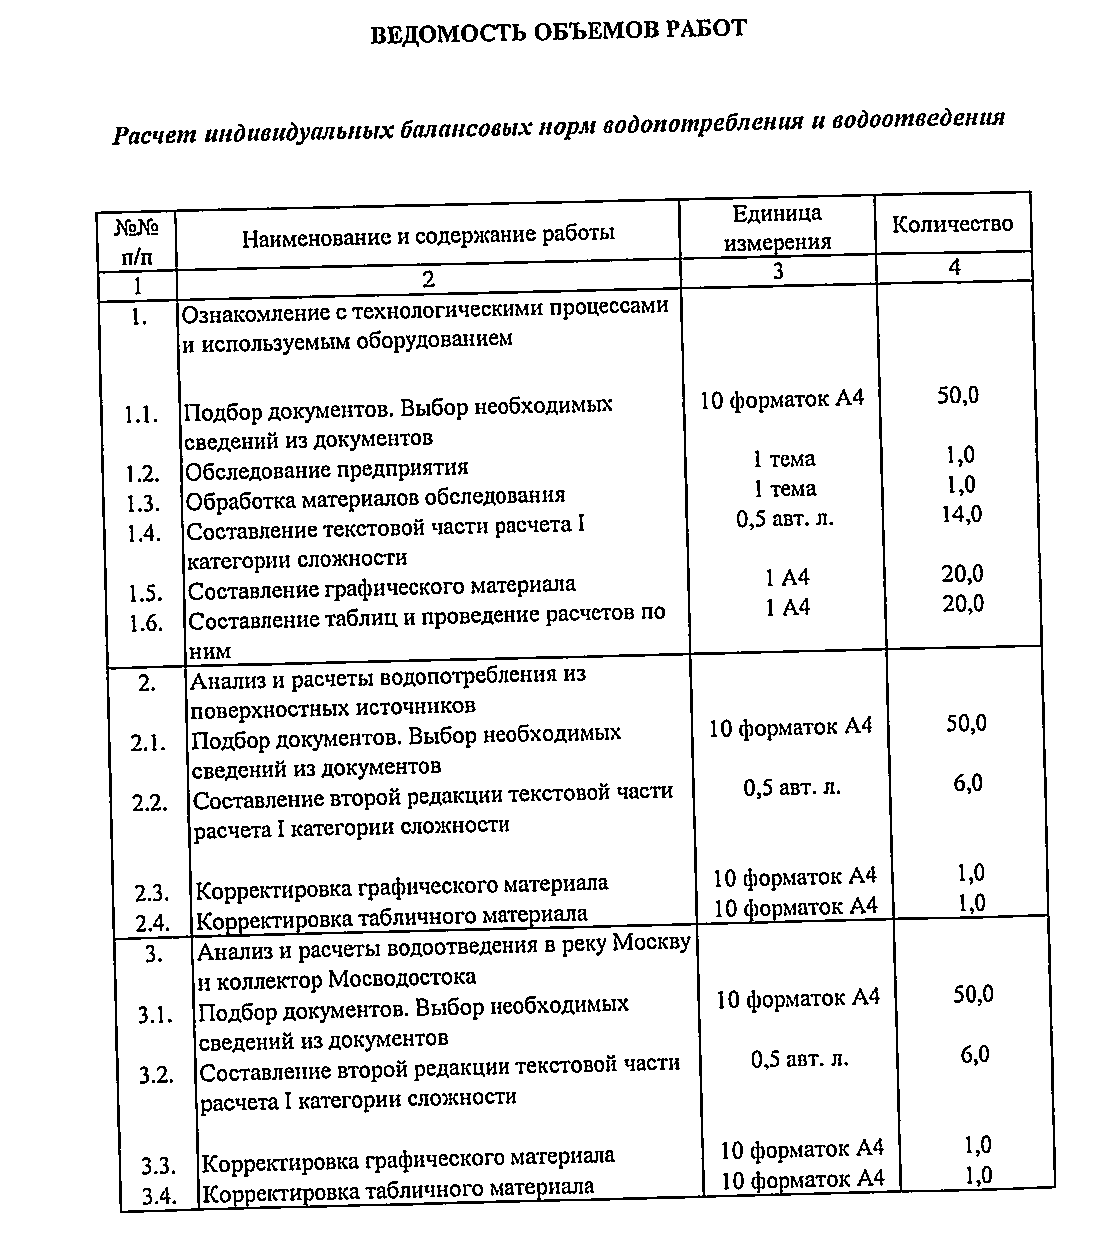 ВЕДОМОСТЬ ОБЪЕМОВ РАБОТ
Расчет индивидуальных балансовых норм водопотребления и водоотведения
№№ п/п Наименование и содержание работы Единица измерения Количество
1 2 3 4
1. Ознакомление с технологическими процессами
и используемым оборудованием
1.1. Подбор документов. Выбор необходимых 10 форматок А4 50,0
сведений из документов
1.2. Обследование предприятия 1 тема 1,0
1.3. Обработка материалов обследования 1 тема 1,0
1.4. Составление текстовой части расчета I 0,5 авт. л. 14,0
категории сложности
1.5. Составление графического материала 1 А4 20,0
1.6. Составление таблиц и проведение расчетов по 1 А4 20,0
ним
2. Анализ и расчеты водопотребления из
поверхностных источников
2.1. Подбор документов. Выбор необходимых 10 форматок А4 50,0
сведений из документов
2.2. Составление второй редакции текстовой части 0,5 авт. л. 6,0
расчета I категории сложности
2.3. Корректировка графического материала 10 форматок А4 1,0
2.4. Корректировка табличного материала 10 форматок А4 1,0
3. Анализ и расчеты водоотведения в реку Москву
и коллектор Мосводостока
3.1. Подбор документов. Выбор необходимых 10 форматок А4 50,0
сведений из документов
3.2. Составление второй редакции текстовой части 0,5 авт. л. 6,0
расчета I категории сложности
3.3. Корректировка графического материала 10 форматок А4 1,0
3.4. Корректировка табличного материала 10 форматок А4 1,0